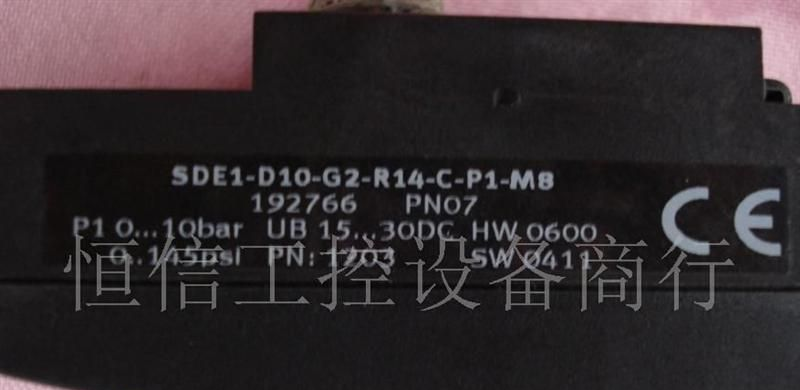 SDE1-D10-G2-R14-C-P1-M8
192766 PN07
P1 0...10bar UB 15...30DC HW 0600
0..145psi PN: 1203 SW 0411
CE
恒信工控设备商行